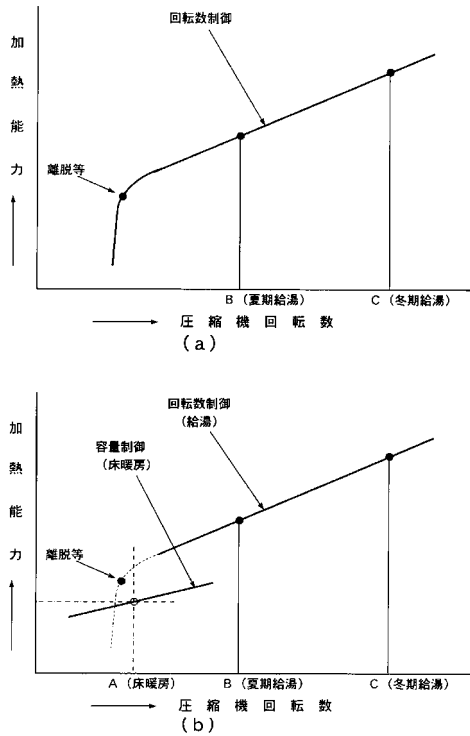 回転数制御
加熱能力
離脱等
B (夏期給湯)
C (冬期給湯)
圧縮機回転数
(a)
回転数制御
(給湯)
容量制御
(床暖房)
加熱能力
離脱等
A (床暖房)
B (夏期給湯)
C (冬期給湯)
圧縮機回転数
(b)